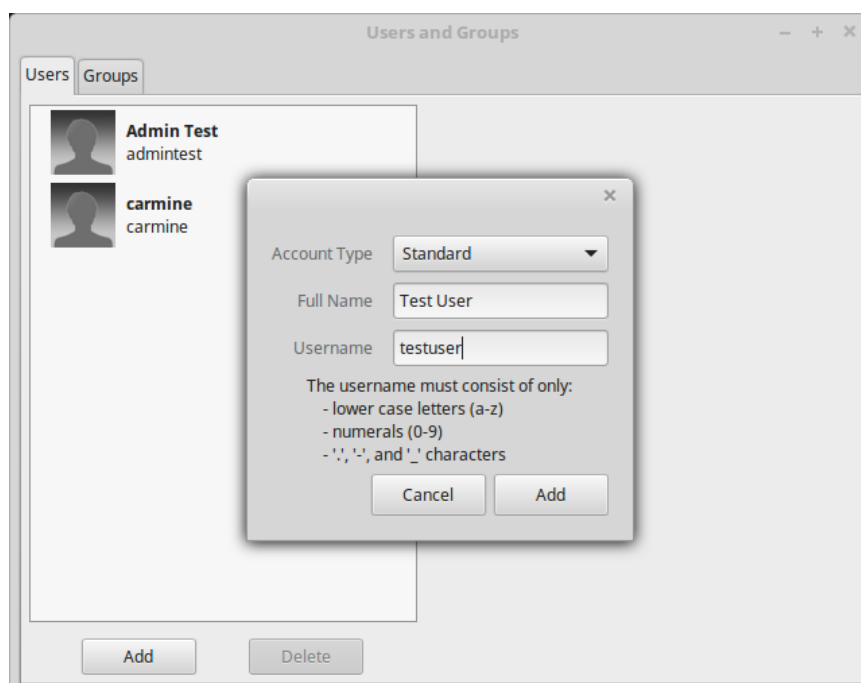 Users and Groups
Users
Groups
Admin Test
admintest
carmine
carmine
Account Type
Standard
Full Name
Test User
Username
testuser
The username must consist of only:
- lower case letters (a-z)
- numerals (0-9)
- '.', '-', and '_' characters
Cancel
Add
Add
Delete